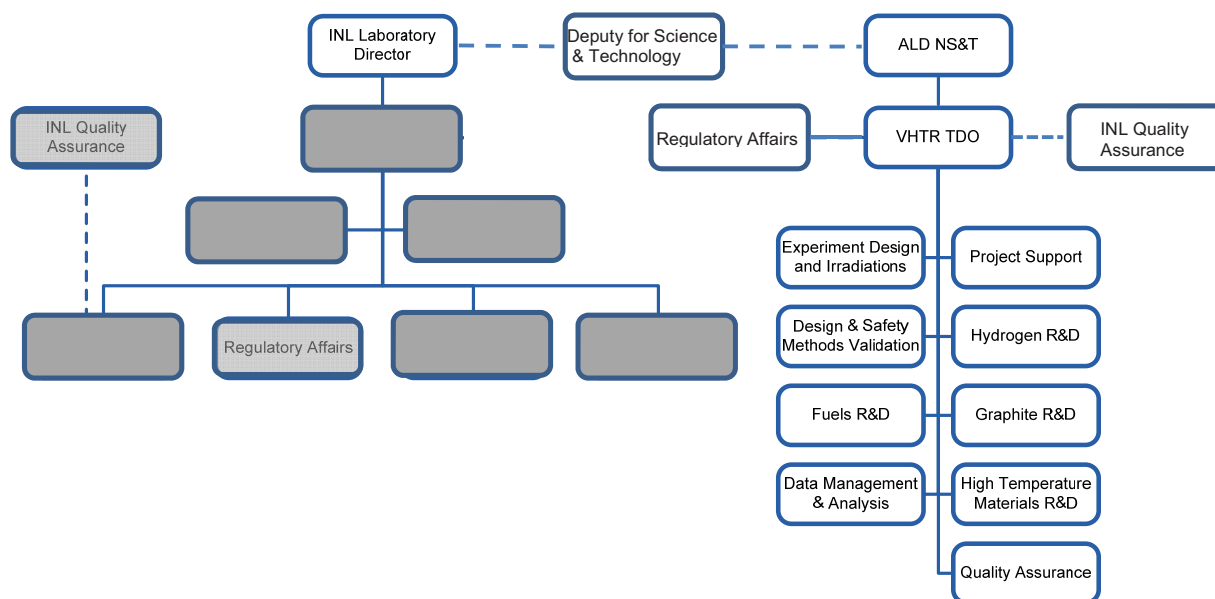 INL Laboratory
Director
Deputy for Science
& Technology
ALD NS&T
INL Quality
Assurance
Regulatory Affairs
VHTR TDO
INL Quality
Assurance
Experiment Design
and Irradiations
Project Support
Regulatory Affairs
Design & Safety
Methods Validation
Hydrogen R&D
Fuels R&D
Graphite R&D
Data Management
& Analysis
High Temperature
Materials R&D
Quality Assurance